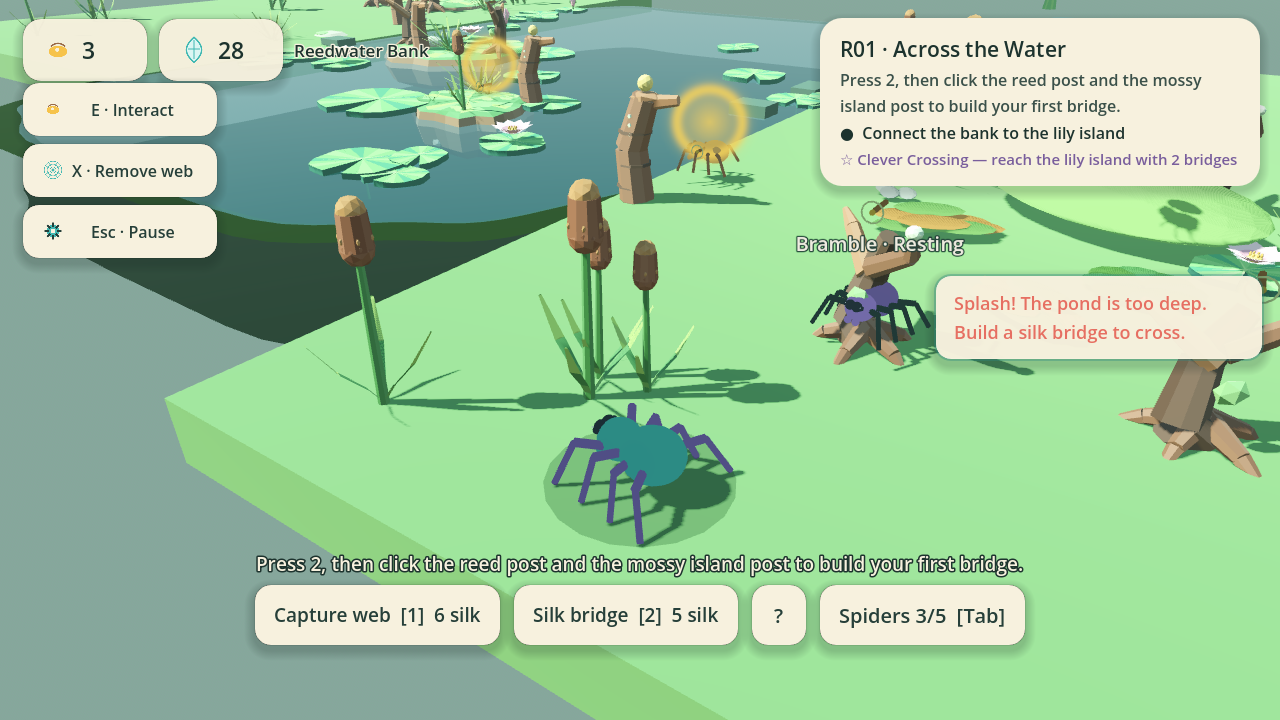 3
28
Reedwater Bank
E · Interact
X · Remove web
Esc · Pause
R01 · Across the Water
Press 2, then click the reed post and the mossy
island post to build your first bridge.
● Connect the bank to the lily island
☆ Clever Crossing — reach the lily island with 2 bridges
Bramble · Resting
Splash! The pond is too deep.
Build a silk bridge to cross.
Press 2, then click the reed post and the mossy island post to build your first bridge.
Capture web [1] 6 silk
Silk bridge [2] 5 silk
?
Spiders 3/5 [Tab]